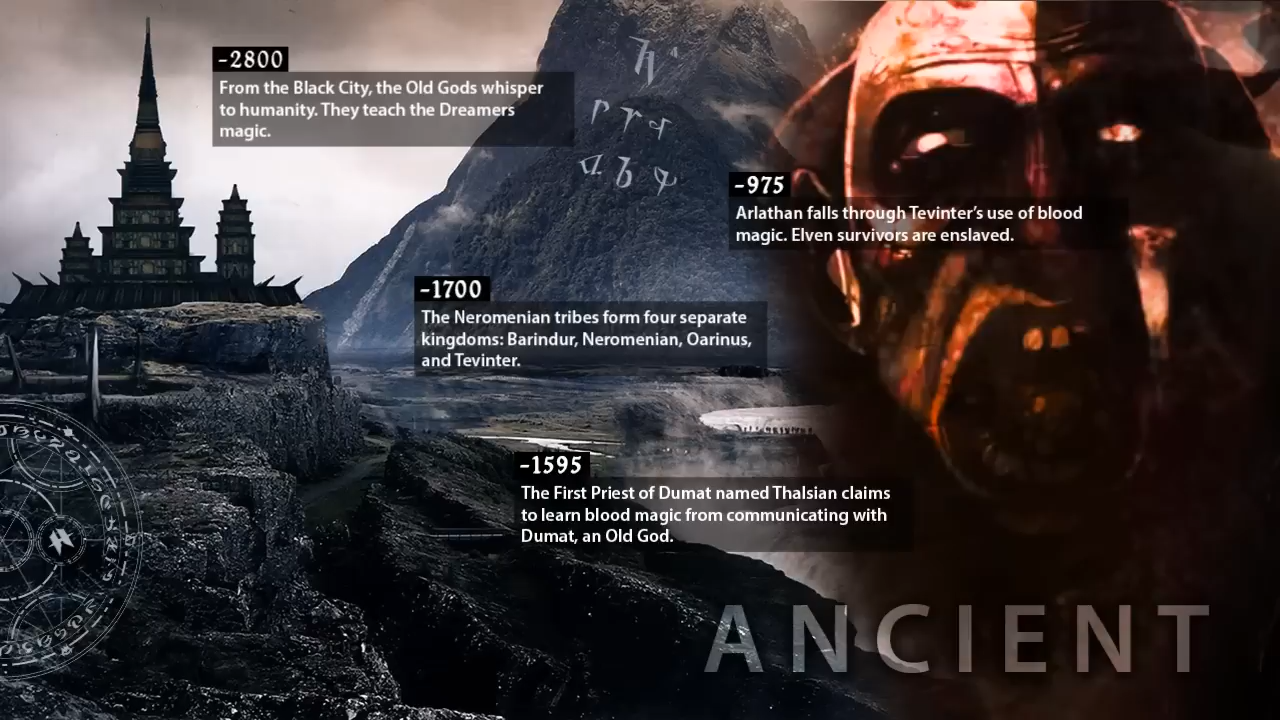 -2800
From the Black City, the Old Gods whisper
to humanity. They teach the Dreamers
magic.
-975
Arlathan falls through Tevinter's use of blood
magic. Elven survivors are enslaved.
-1700
The Neromenian tribes form four separate
kingdoms: Barindur, Neromenian, Oarinus,
and Tevinter.
-1595
The First Priest of Dumat named Thalsian claims
to learn blood magic from communicating with
Dumat, an Old God.
ANCIENT